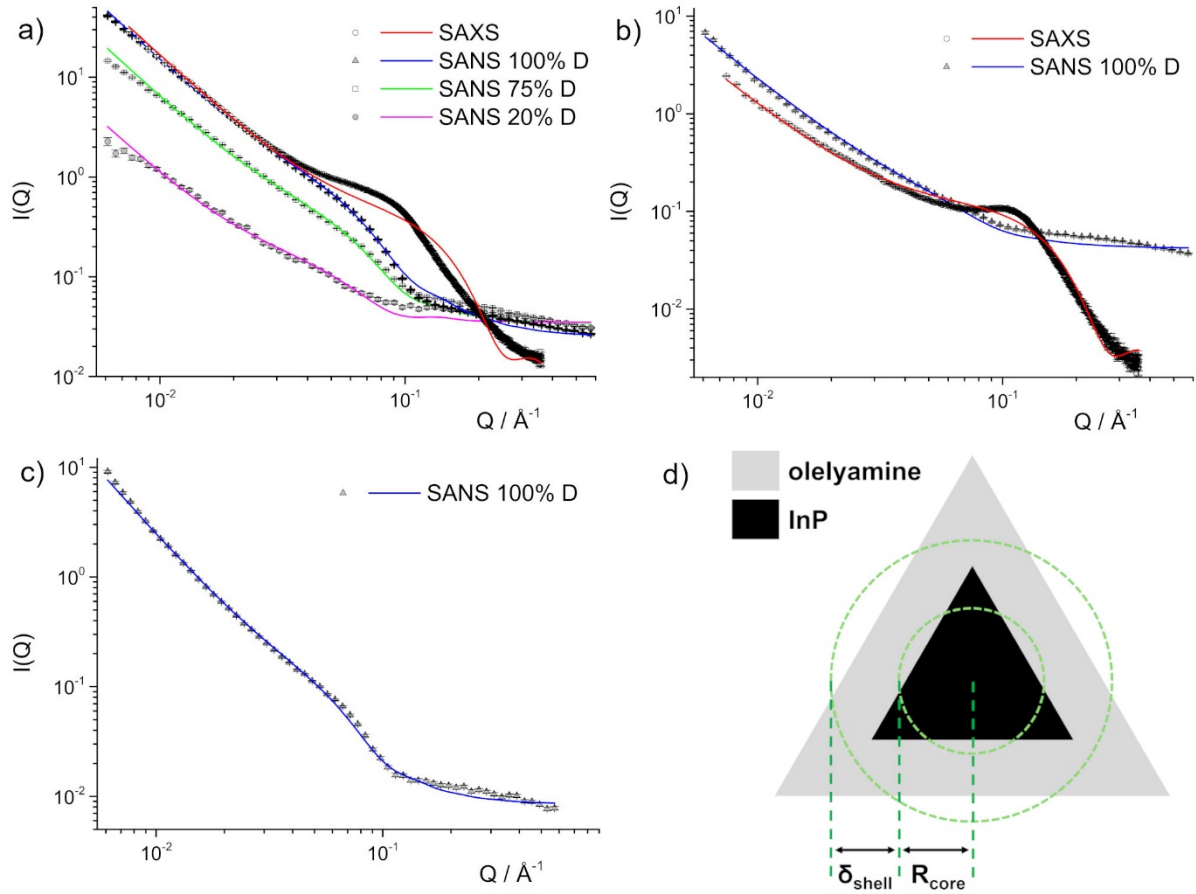 a)
I(Q)
10¹
10⁰
10⁻¹
10⁻²
SAXS
SANS 100% D
SANS 75% D
SANS 20% D
10⁻²
10⁻¹
Q / Å⁻¹
b)
I(Q)
10¹
10⁰
10⁻¹
10⁻²
SAXS
SANS 100% D
10⁻²
10⁻¹
Q / Å⁻¹
c)
I(Q)
10¹
10⁰
10⁻¹
10⁻²
SANS 100% D
10⁻²
10⁻¹
Q / Å⁻¹
d)
olelyamine
InP
δshell
Rcore